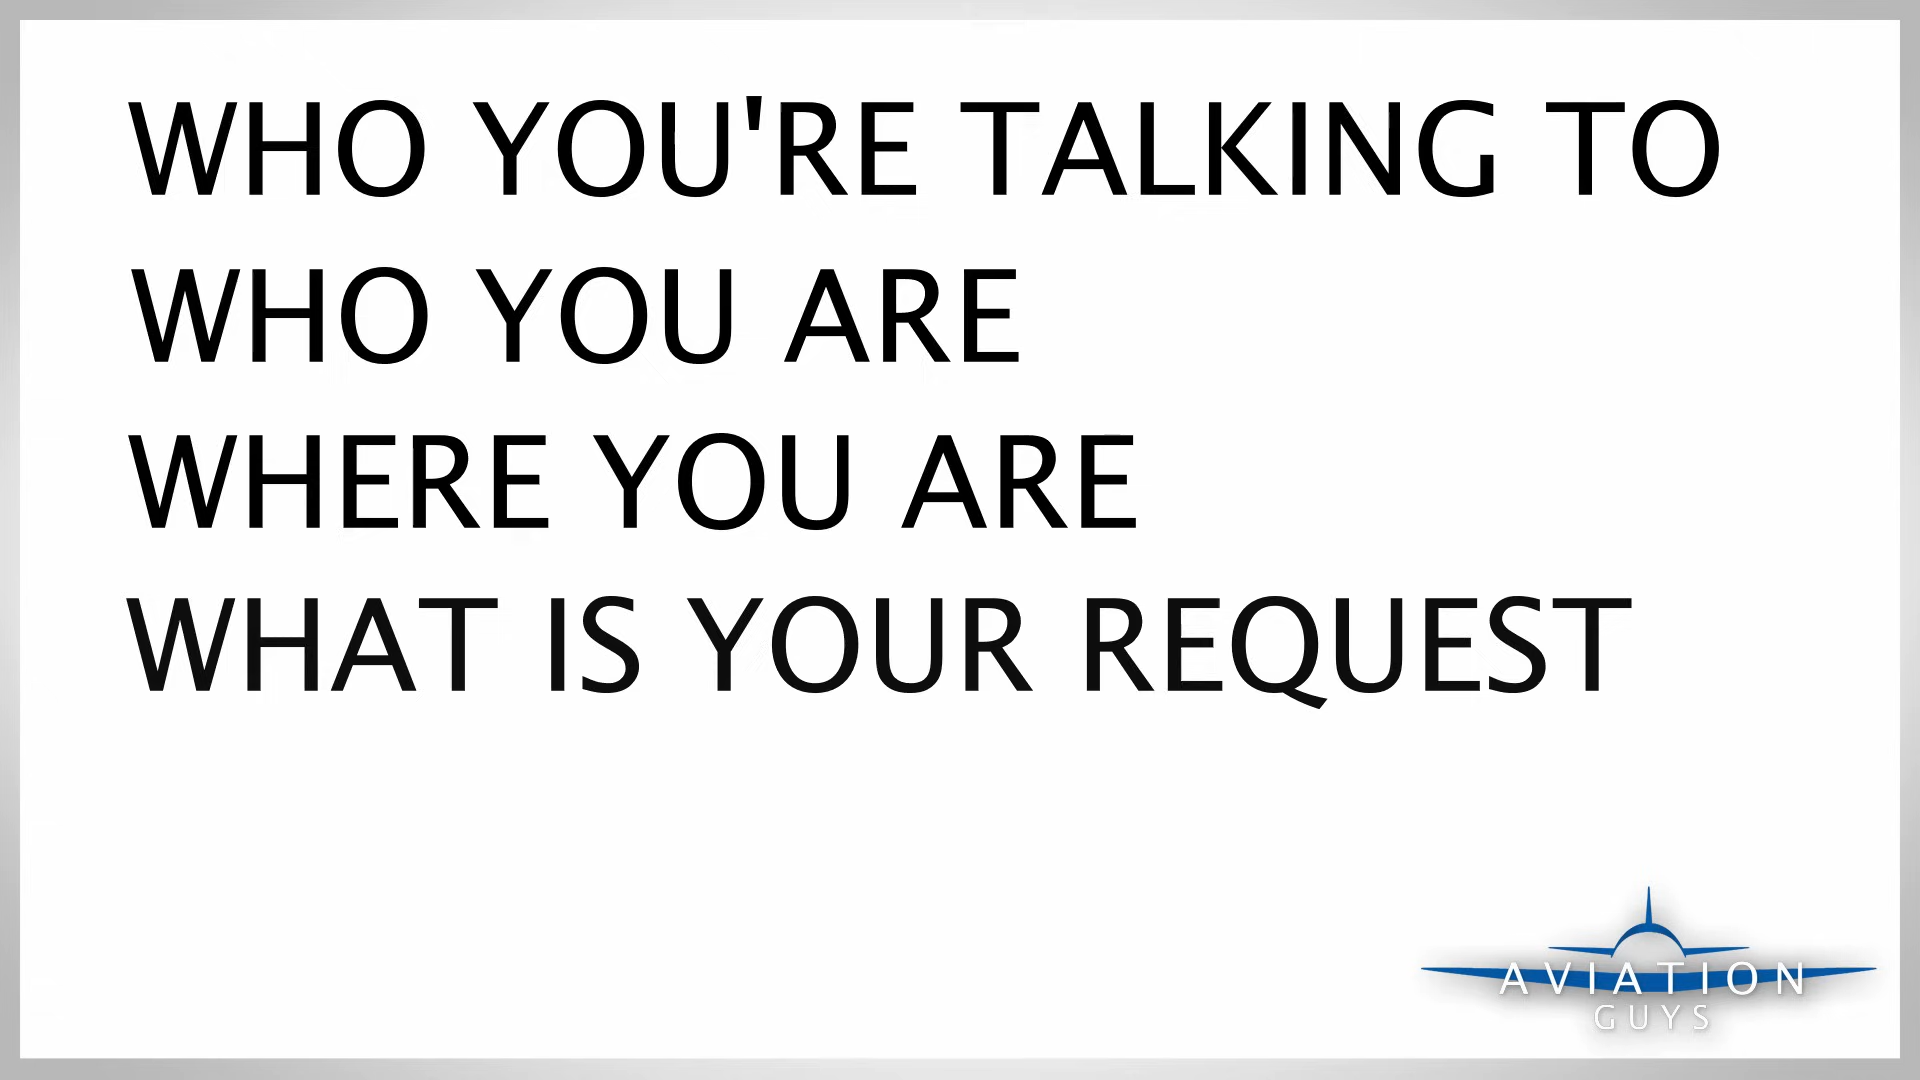 WHO YOU'RE TALKING TO
WHO YOU ARE
WHERE YOU ARE
WHAT IS YOUR REQUEST
AVIATION
GUYS